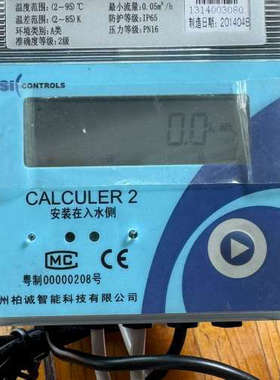 温度范围(2-95)℃
温差范围(2-85)K
环境类别:A类
准确度等级:2级
最小流量:0.05m³/h
防护等级:IP65
压力等级:PN16
1314003080
制造日期:201404
CONTROLS
0.0
CALCULER 2
安装在入水侧
MC CE
粤制00000208号
州柏诚智能科技有限公司